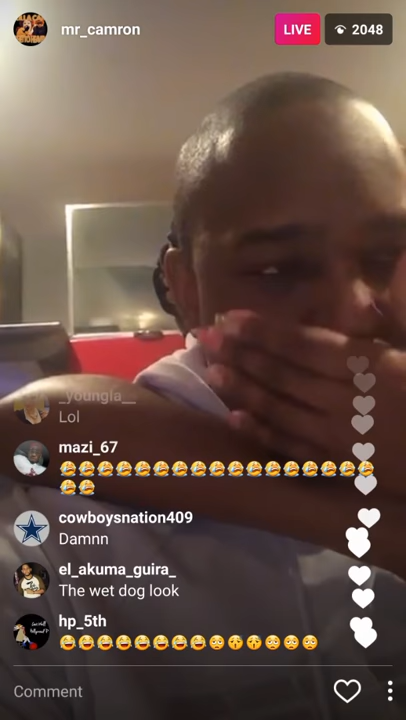 mr_camron
LIVE
2048
_youngla__
Lol
mazi_67
😂😂😂😂😂😂😂😂😂😂😂😂😂😂😂😂😂
😂😂
cowboysnation409
Damnn
el_akuma_guira_
The wet dog look
hp_5th
😂😂😂😂😂😂😂😂😳😚😚😳😳😳
Comment